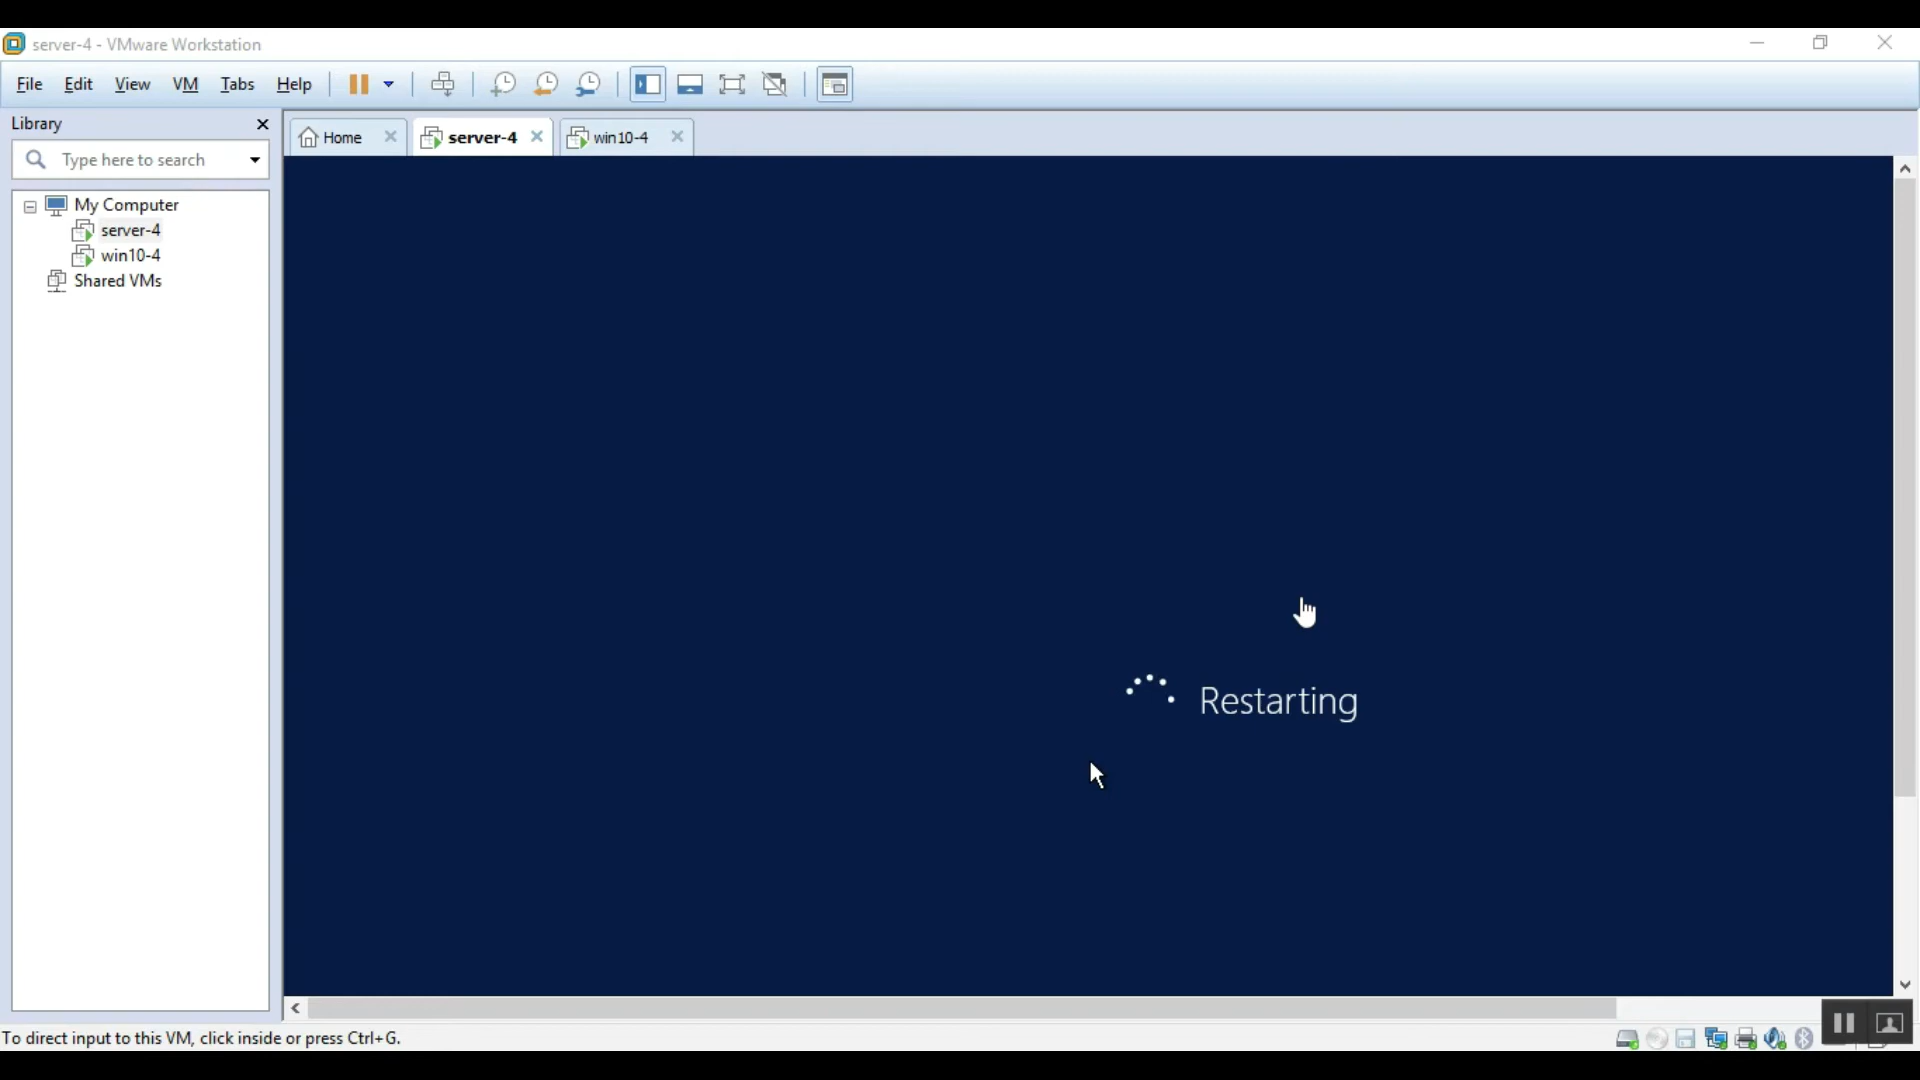 server-4 - VMware Workstation
File Edit View VM Tabs Help
Library
Home server-4 win10-4
Type here to search
My Computer
server-4
win10-4
Shared VMs
Restarting
To direct input to this VM, click inside or press Ctrl+G.